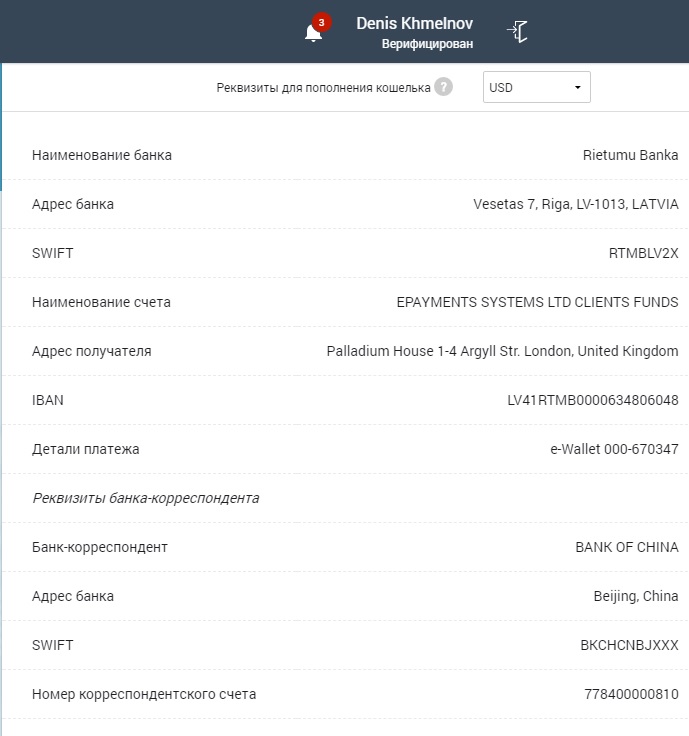 3
Denis Khmelnov
Верифицирован
Реквизиты для пополнения кошелька ? USD
Наименование банка Rietumu Banka
Адрес банка Vesetas 7, Riga, LV-1013, LATVIA
SWIFT RTMBLV2X
Наименование счета EPAYMENTS SYSTEMS LTD CLIENTS FUNDS
Адрес получателя Palladium House 1-4 Argyll Str. London, United Kingdom
IBAN LV41RTMB0000634806048
Детали платежа e-Wallet 000-670347
Реквизиты банка-корреспондента
Банк-корреспондент BANK OF CHINA
Адрес банка Beijing, China
SWIFT BKCHCNBJXXX
Номер корреспондентского счета 778400000810